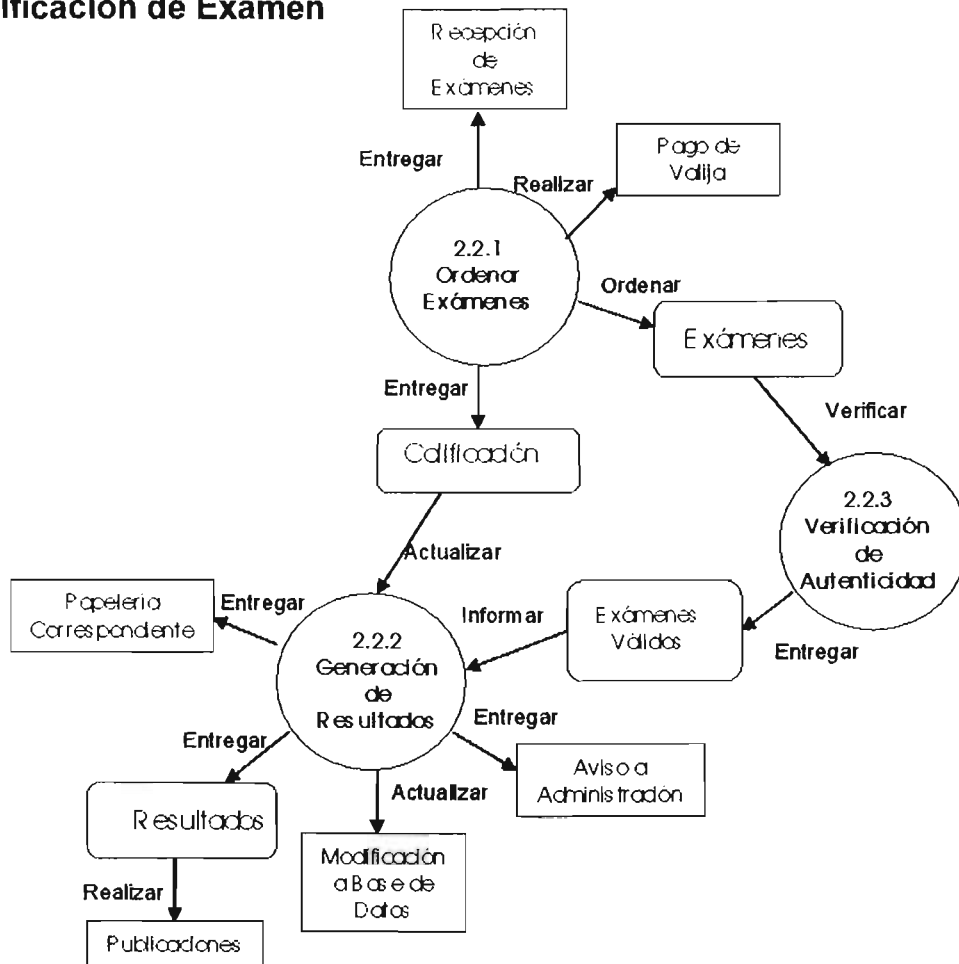 ificación de Examen
Recepción
de
Exámenes
Entregar
Pago de
Valija
Realizar
2.2.1
Ordenar
Exámenes
Ordenar
Exámenes
Entregar
Verificar
Calificación
2.2.3
Verificación
de
Autenticidad
Actualizar
Papeleria
Correspondiente
Entregar
Informar
Exámenes
Válidos
Entregar
2.2.2
Generación
de
Resultados
Entregar
Entregar
Aviso a
Administración
Actualizar
Resultados
Modificación
a Base de
Datos
Realizar
Publicaciones